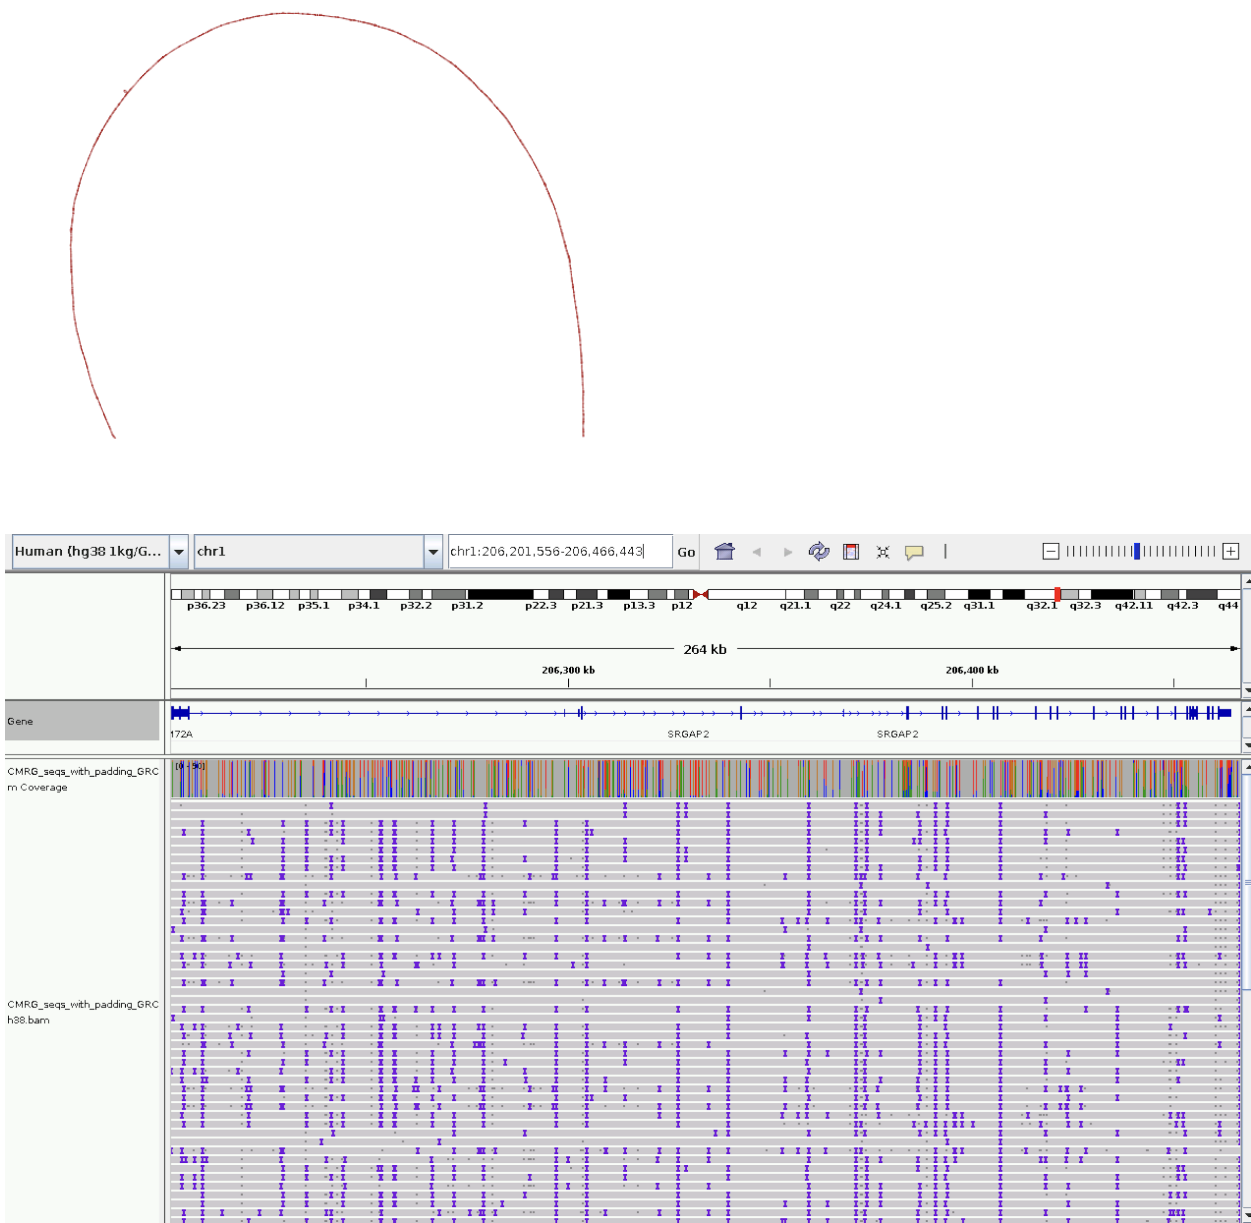 Human (hg38 1kg/G... chr1 chr1:206,201,556-206,466,443 Go
p36.23 p36.12 p35.1 p34.1 p32.2 p31.2 p22.3 p21.3 p13.3 p12 q12 q21.1 q22 q24.1 q25.2 q31.1 q32.1 q32.3 q42.11 q42.3 q44
264 kb
206,300 kb 206,400 kb
Gene
172A SRGAP2 SRGAP2
CMRG_seqs_with_padding_GRC
m Coverage
CMRG_seqs_with_padding_GRC
h38.bam